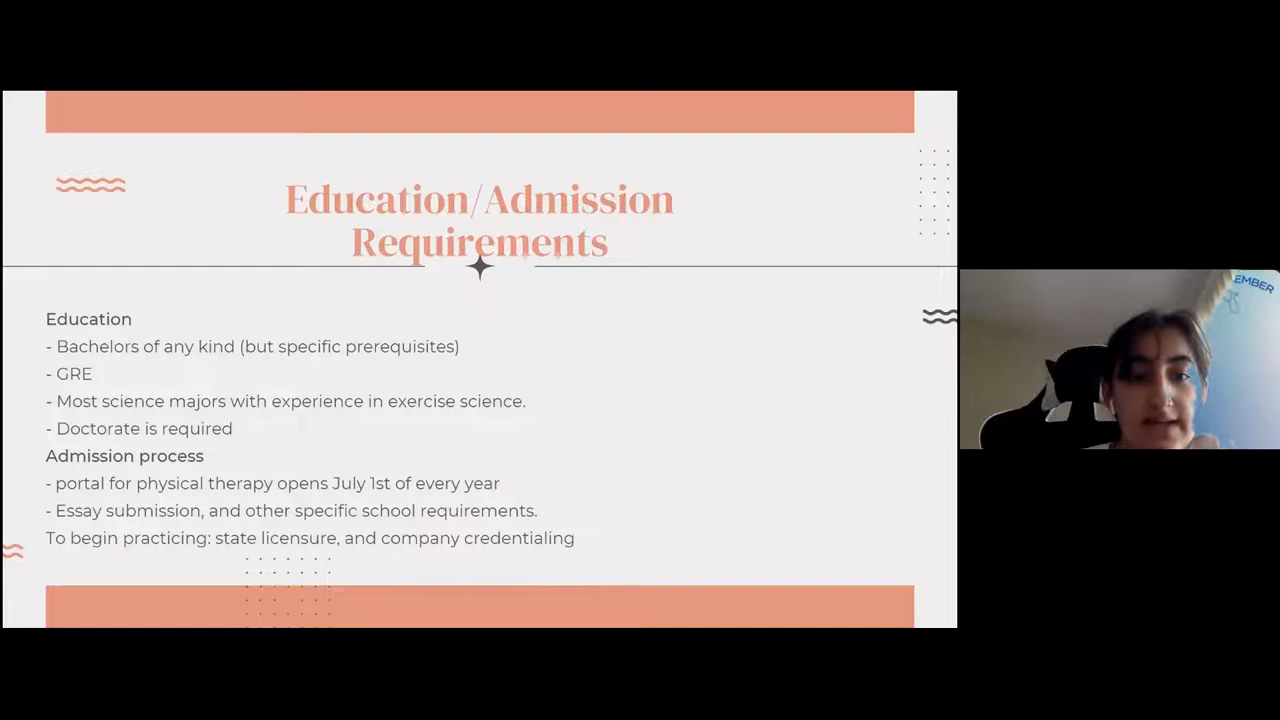 Education/Admission
Requirements
Education
- Bachelors of any kind (but specific prerequisites)
- GRE
- Most science majors with experience in exercise science.
- Doctorate is required
Admission process
- portal for physical therapy opens July 1st of every year
- Essay submission, and other specific school requirements.
To begin practicing: state licensure, and company credentialing
EMBER